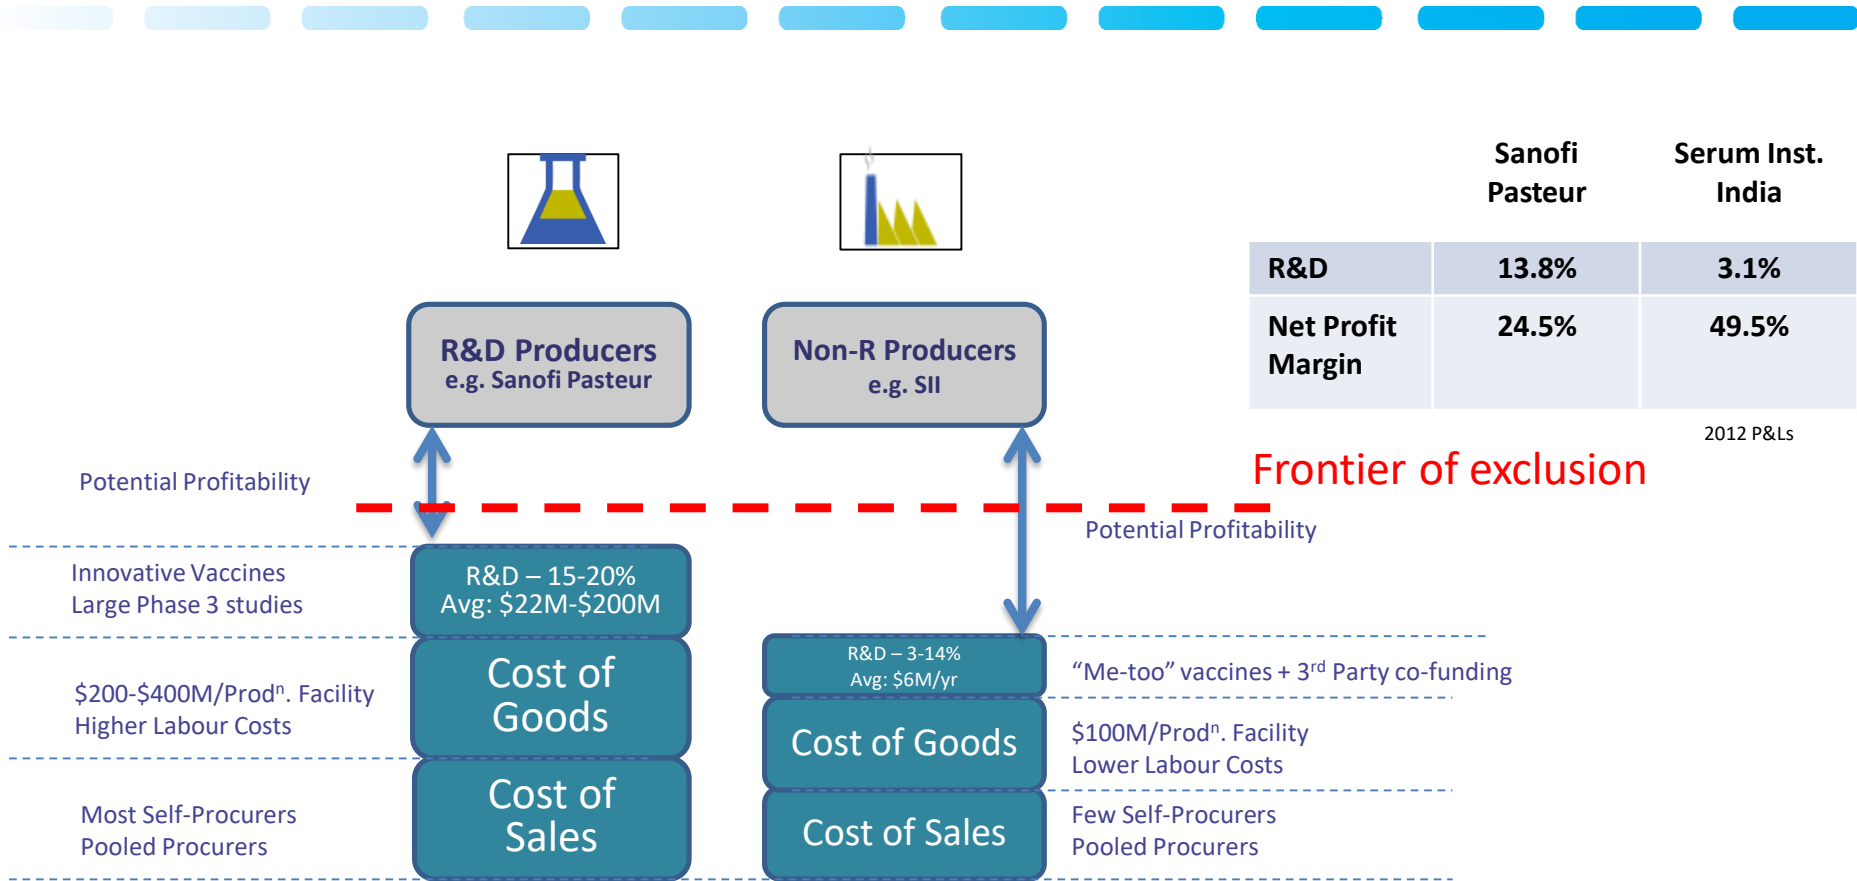 Sanofi
Pasteur
Serum Inst.
India
R&D
13.8%
3.1%
Net Profit
Margin
24.5%
49.5%
2012 P&Ls
R&D Producers
e.g. Sanofi Pasteur
Non-R Producers
e.g. SII
Frontier of exclusion
Potential Profitability
Potential Profitability
Innovative Vaccines
Large Phase 3 studies
R&D – 15-20%
Avg: $22M-$200M
R&D – 3-14%
Avg: $6M/yr
“Me-too” vaccines + 3rd Party co-funding
$200-$400M/Prodn. Facility
Higher Labour Costs
Cost of
Goods
Cost of Goods
$100M/Prodn. Facility
Lower Labour Costs
Most Self-Procurers
Pooled Procurers
Cost of
Sales
Cost of Sales
Few Self-Procurers
Pooled Procurers